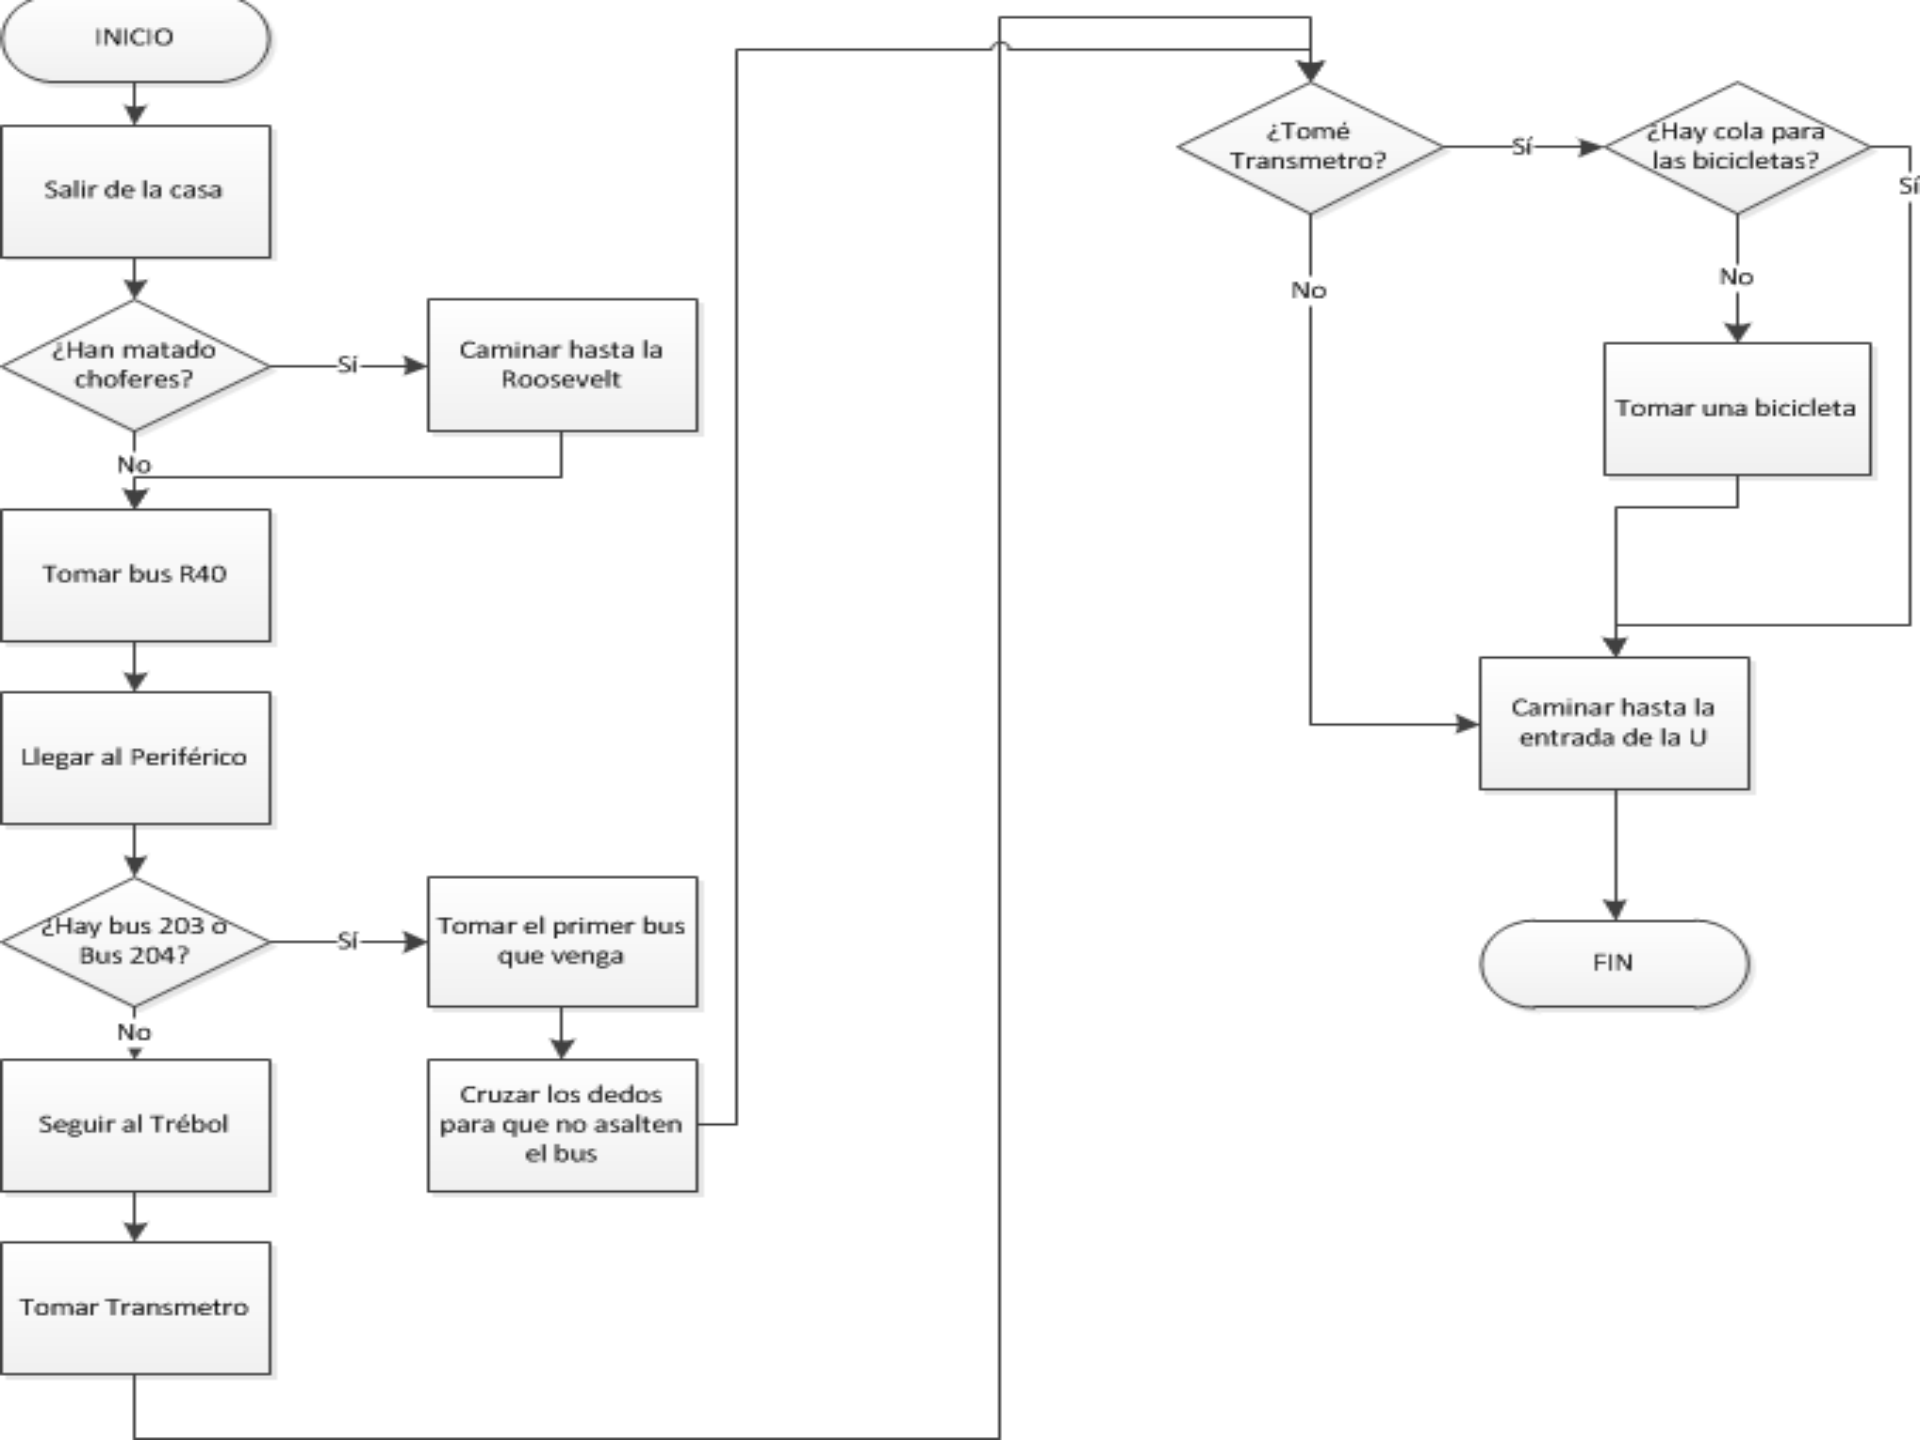 INICIO
Salir de la casa
¿Han matado
choferes?
Sí
Caminar hasta la
Roosevelt
No
Tomar bus R40
Llegar al Periférico
¿Hay bus 203 o
Bus 204?
Sí
Tomar el primer bus
que venga
No
Seguir al Trébol
Cruzar los dedos
para que no asalten
el bus
Tomar Transmetro
¿Tomé
Transmetro?
Sí
¿Hay cola para
las bicicletas?
Sí
No
No
Tomar una bicicleta
Caminar hasta la
entrada de la U
FIN